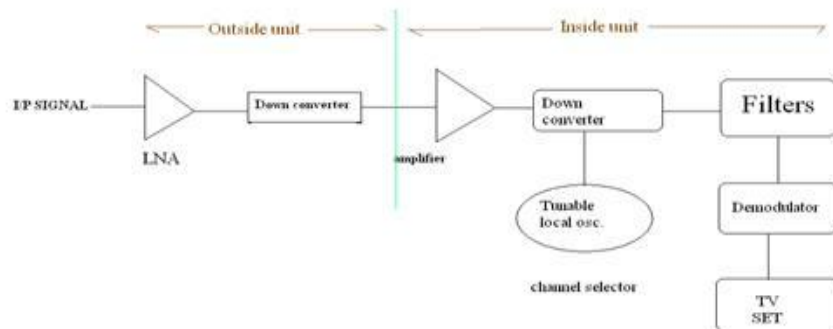 Outside unit
Inside unit
I/P SIGNAL
LNA
Down converter
amplifier
Down
converter
Filters
Tunable
local osc.
Demodulator
channel selector
TV
SET